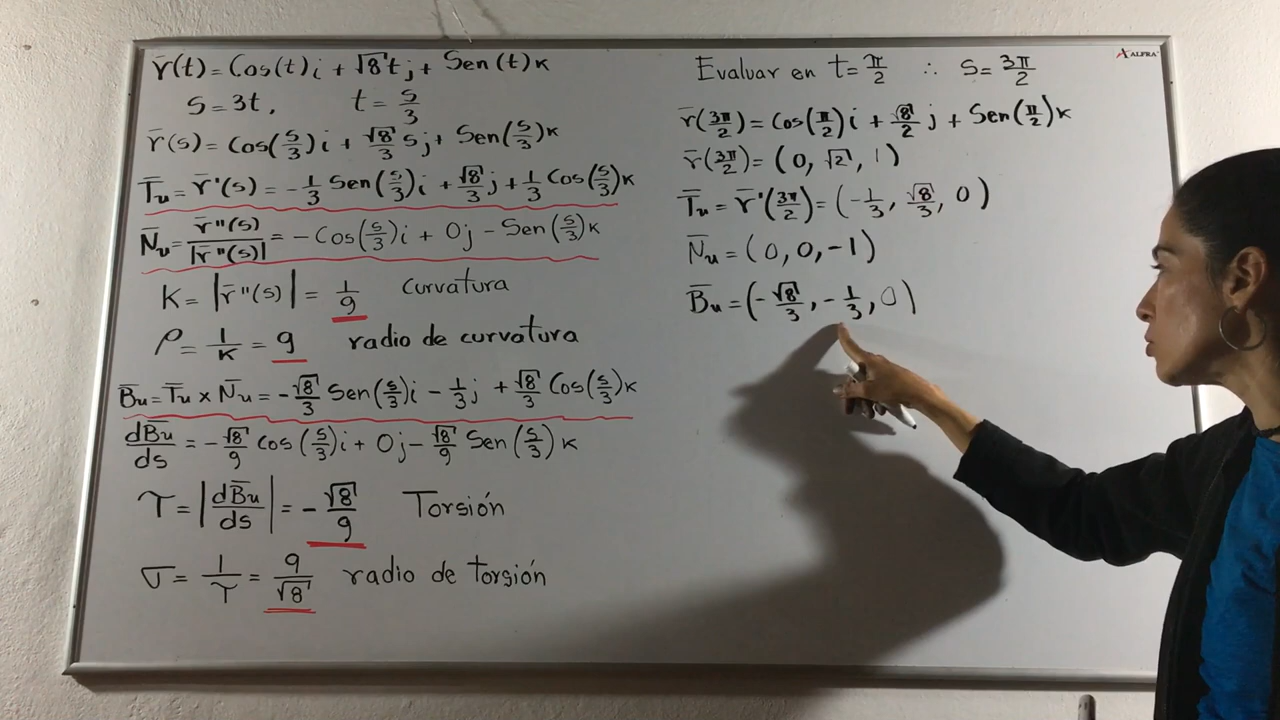 r̄(t)= Cos(t)i + √8 t j + Sen(t)k
S= 3t, t= s/3
r̄(s)= Cos(s/3)i + √8/3 s j + Sen(s/3)k
T̄u = r̄'(s) = -1/3 Sen(s/3)i + √8/3 j + 1/3 Cos(s/3)k
N̄u = r̄''(s)/|r̄''(s)| = - Cos(s/3)i + 0j - Sen(s/3)k
K= |r̄''(s)| = 1/9 Curvatura
ρ= 1/K = 9 radio de curvatura
B̄u = T̄u x N̄u = -√8/3 Sen(s/3)i - 1/3 j + √8/3 Cos(s/3)k
dB̄u/ds = -√8/9 Cos(s/3)i + 0j - √8/9 Sen(s/3)k
τ= |dB̄u/ds| = -√8/9 Torsión
σ= 1/τ = 9/√8 radio de torsión
Evaluar en t= π/2 ∴ S= 3π/2
r̄(3π/2)= Cos(π/2)i + √8/2 j + Sen(π/2)k
r̄(3π/2)= (0, √2, 1)
T̄u = r̄'(3π/2)= (-1/3, √8/3, 0)
N̄u = (0, 0, -1)
B̄u = (-√8/3, -1/3, 0)
ALFRA